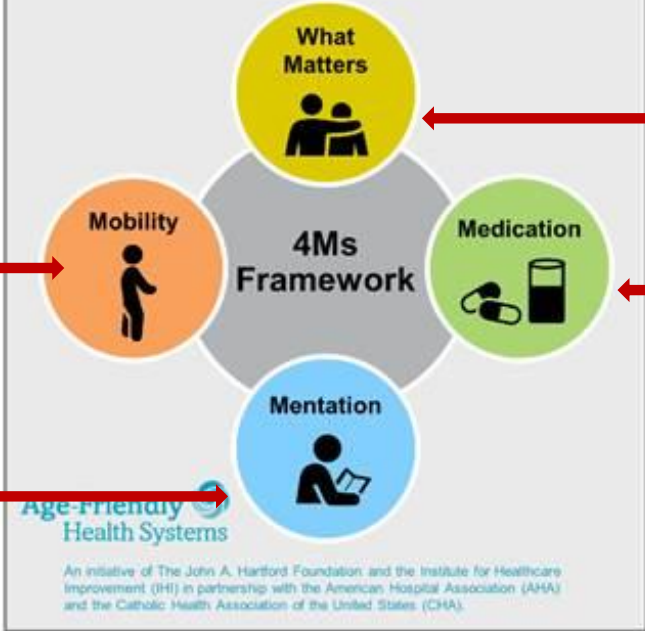 What
Matters
Mobility
4Ms
Framework
Medication
Mentation
Age-Friendly
Health Systems
An initiative of The John A. Hartford Foundation and the Institute for Healthcare
Improvement (IHI) in partnership with the American Hospital Association (AHA)
and the Catholic Health Association of the United States (CHA).